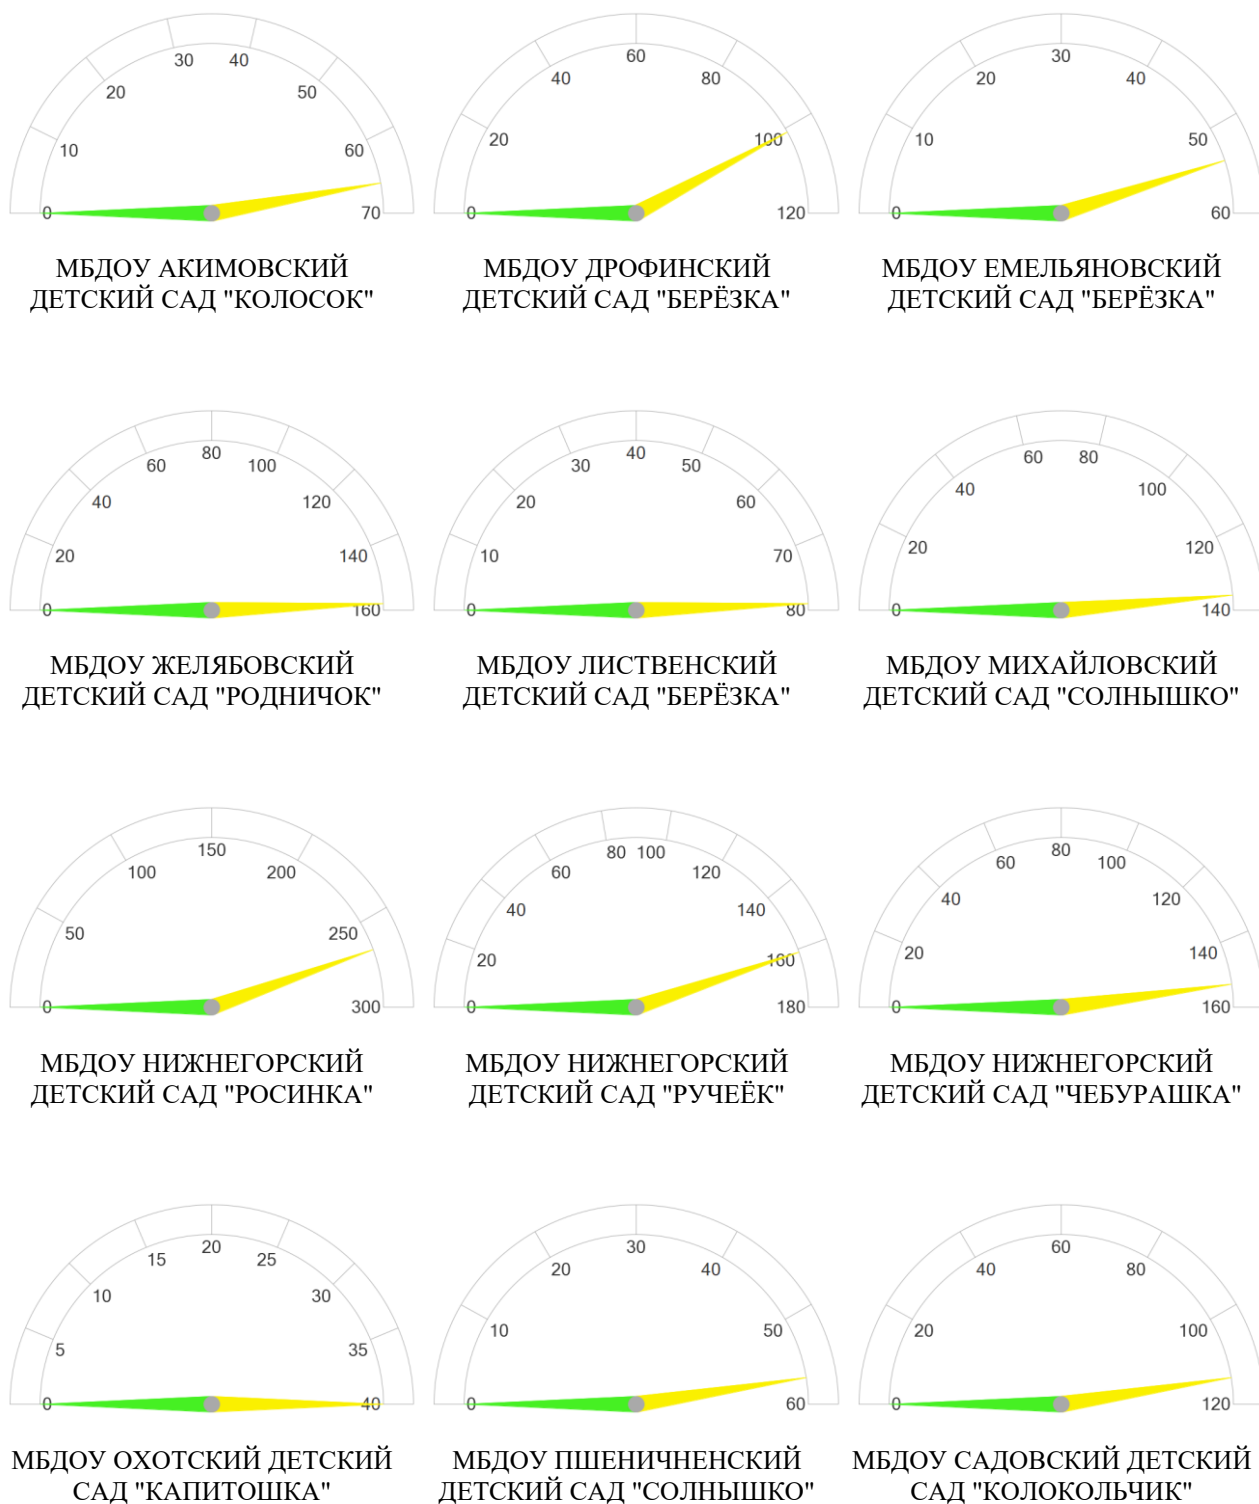 30 40
20 50
10 60
0 70
МБДОУ АКИМОВСКИЙ
ДЕТСКИЙ САД "КОЛОСОК"
60
40 80
20 100
0 120
МБДОУ ДРОФИНСКИЙ
ДЕТСКИЙ САД "БЕРЁЗКА"
30
20 40
10 50
0 60
МБДОУ ЕМЕЛЬЯНОВСКИЙ
ДЕТСКИЙ САД "БЕРЁЗКА"
80
60 100
40 120
20 140
0 160
МБДОУ ЖЕЛЯБОВСКИЙ
ДЕТСКИЙ САД "РОДНИЧОК"
40
30 50
20 60
10 70
0 80
МБДОУ ЛИСТВЕНСКИЙ
ДЕТСКИЙ САД "БЕРЁЗКА"
60 80
40 100
20 120
0 140
МБДОУ МИХАЙЛОВСКИЙ
ДЕТСКИЙ САД "СОЛНЫШКО"
150
100 200
50 250
0 300
МБДОУ НИЖНЕГОРСКИЙ
ДЕТСКИЙ САД "РОСИНКА"
80 100
60 120
40 140
20 160
0 180
МБДОУ НИЖНЕГОРСКИЙ
ДЕТСКИЙ САД "РУЧЕЁК"
80
60 100
40 120
20 140
0 160
МБДОУ НИЖНЕГОРСКИЙ
ДЕТСКИЙ САД "ЧЕБУРАШКА"
20
15 25
10 30
5 35
0 40
МБДОУ ОХОТСКИЙ ДЕТСКИЙ
САД "КАПИТОШКА"
30
20 40
10 50
0 60
МБДОУ ПШЕНИЧНЕНСКИЙ
ДЕТСКИЙ САД "СОЛНЫШКО"
60
40 80
20 100
0 120
МБДОУ САДОВСКИЙ ДЕТСКИЙ
САД "КОЛОКОЛЬЧИК"